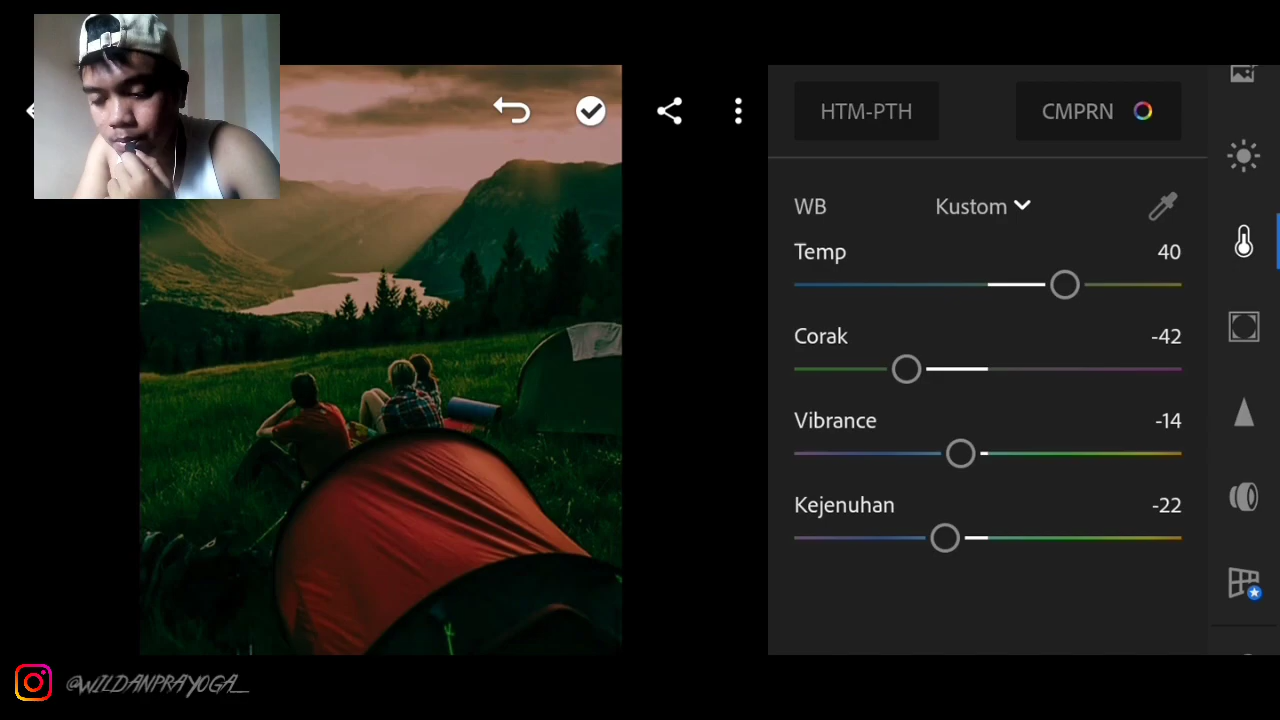 HTM-PTH CMPRN
WB Kustom
Temp 40
Corak -42
Vibrance -14
Kejenuhan -22
@WILDANPRAYOGA_